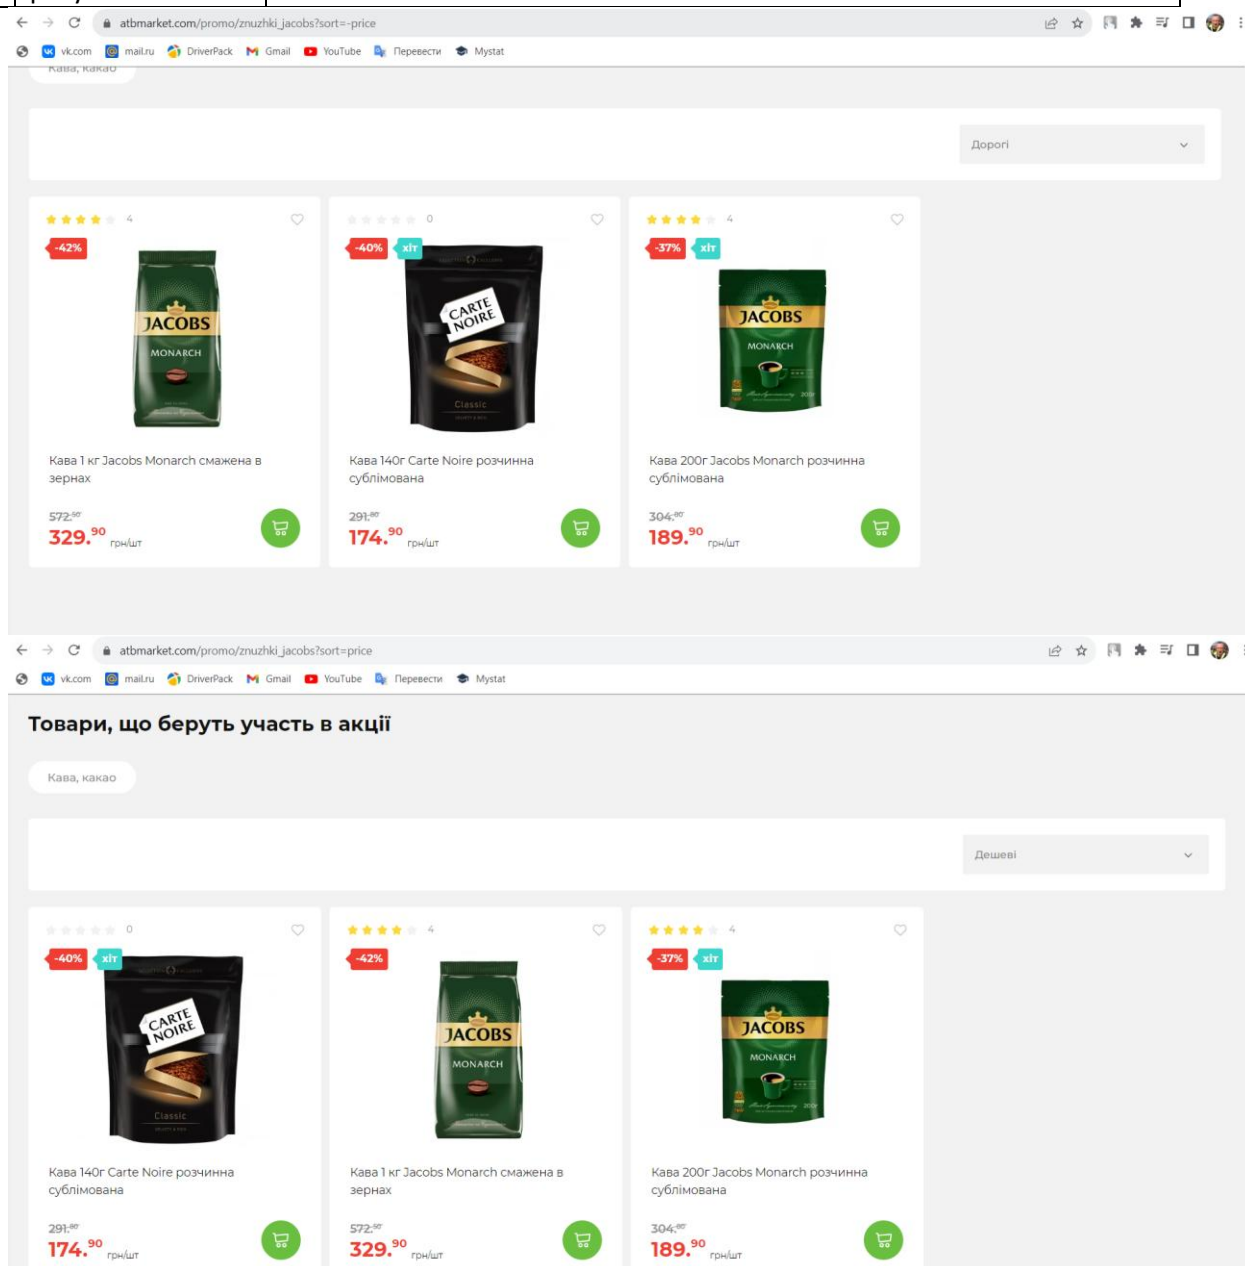 atbmarket.com/promo/znuzhki_jacobs?sort=-price
vk.com mail.ru DriverPack Gmail YouTube Перевести Mystat
Кава, какао
Дорогі
4
-42%
JACOBS
MONARCH
Кава 1 кг Jacobs Monarch смажена в
зернах
572.50
329.90 грн/шт
0
-40% хіт
CARTE
NOIRE
Classic
Кава 140г Carte Noire розчинна
сублімована
291.80
174.90 грн/шт
4
-37% хіт
JACOBS
MONARCH
200г
Кава 200г Jacobs Monarch розчинна
сублімована
304.80
189.90 грн/шт
atbmarket.com/promo/znuzhki_jacobs?sort=price
vk.com mail.ru DriverPack Gmail YouTube Перевести Mystat
Товари, що беруть участь в акції
Кава, какао
Дешеві
0
-40% хіт
CARTE
NOIRE
Classic
Кава 140г Carte Noire розчинна
сублімована
291.80
174.90 грн/шт
4
-42%
JACOBS
MONARCH
Кава 1 кг Jacobs Monarch смажена в
зернах
572.50
329.90 грн/шт
4
-37% хіт
JACOBS
MONARCH
200г
Кава 200г Jacobs Monarch розчинна
сублімована
304.80
189.90 грн/шт